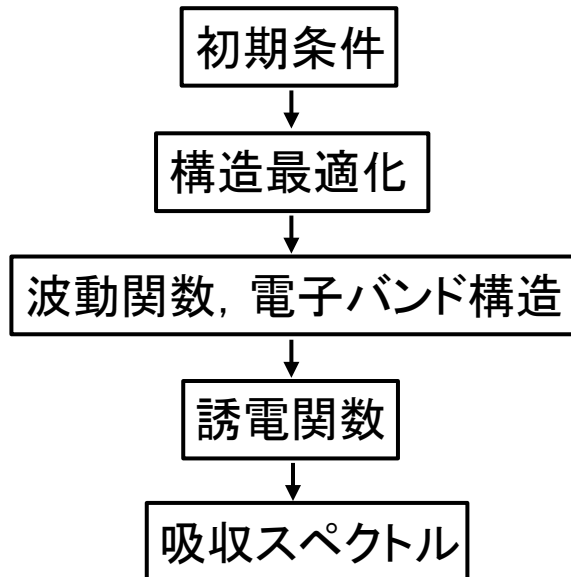 初期条件
構造最適化
波動関数, 電子バンド構造
誘電関数
吸収スペクトル